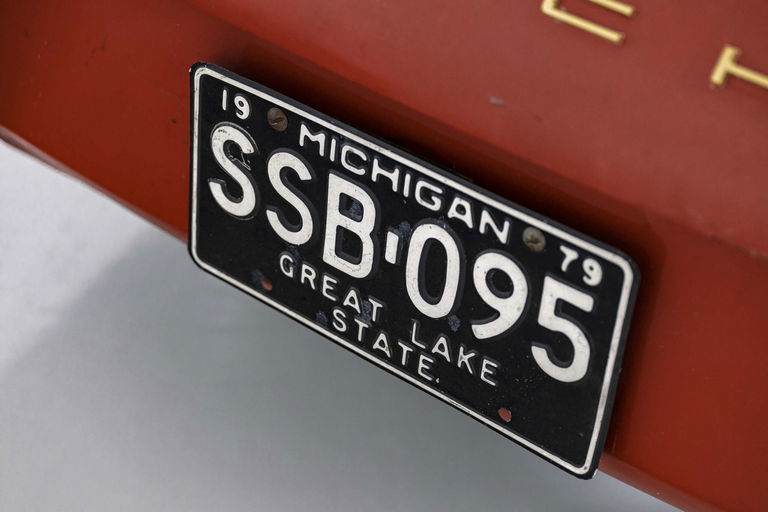 E
T
19 MICHIGAN 79
SSB-095
GREAT LAKE
STATE